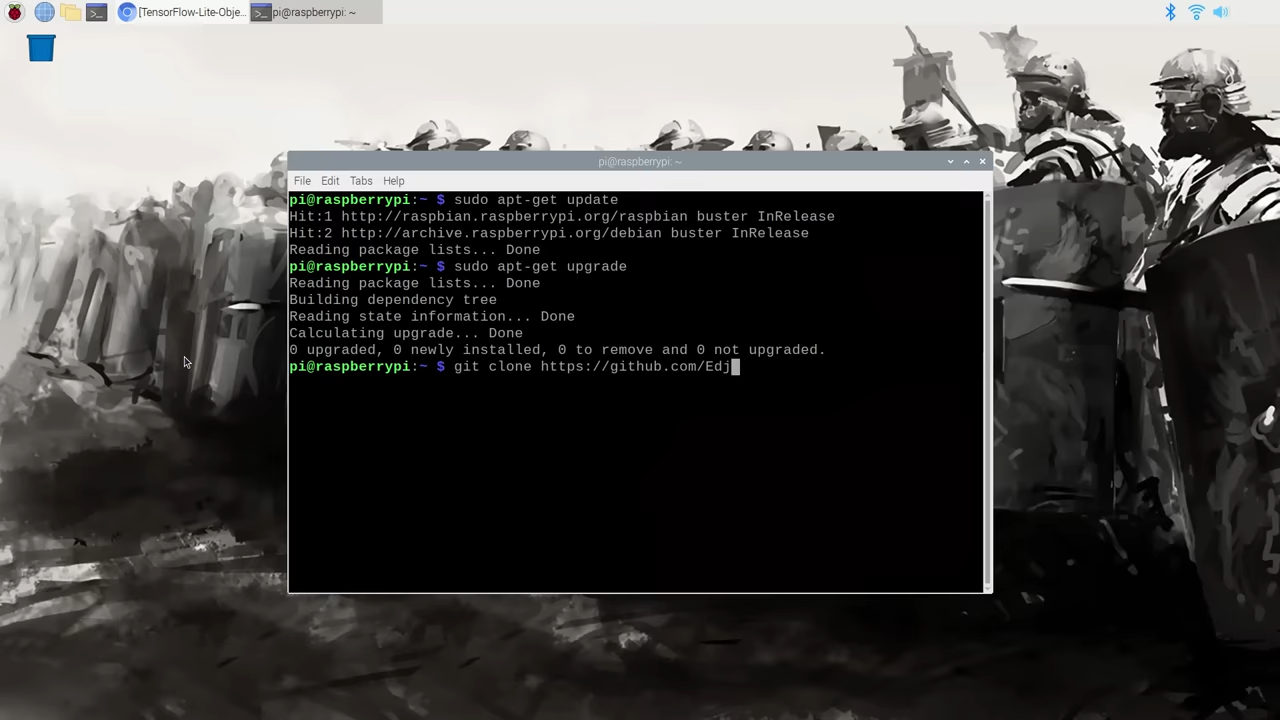 [TensorFlow-Lite-Obje...
pi@raspberrypi: ~
pi@raspberrypi: ~
File Edit Tabs Help
pi@raspberrypi:~ $ sudo apt-get update
Hit:1 http://raspbian.raspberrypi.org/raspbian buster InRelease
Hit:2 http://archive.raspberrypi.org/debian buster InRelease
Reading package lists... Done
pi@raspberrypi:~ $ sudo apt-get upgrade
Reading package lists... Done
Building dependency tree
Reading state information... Done
Calculating upgrade... Done
0 upgraded, 0 newly installed, 0 to remove and 0 not upgraded.
pi@raspberrypi:~ $ git clone https://github.com/Edj